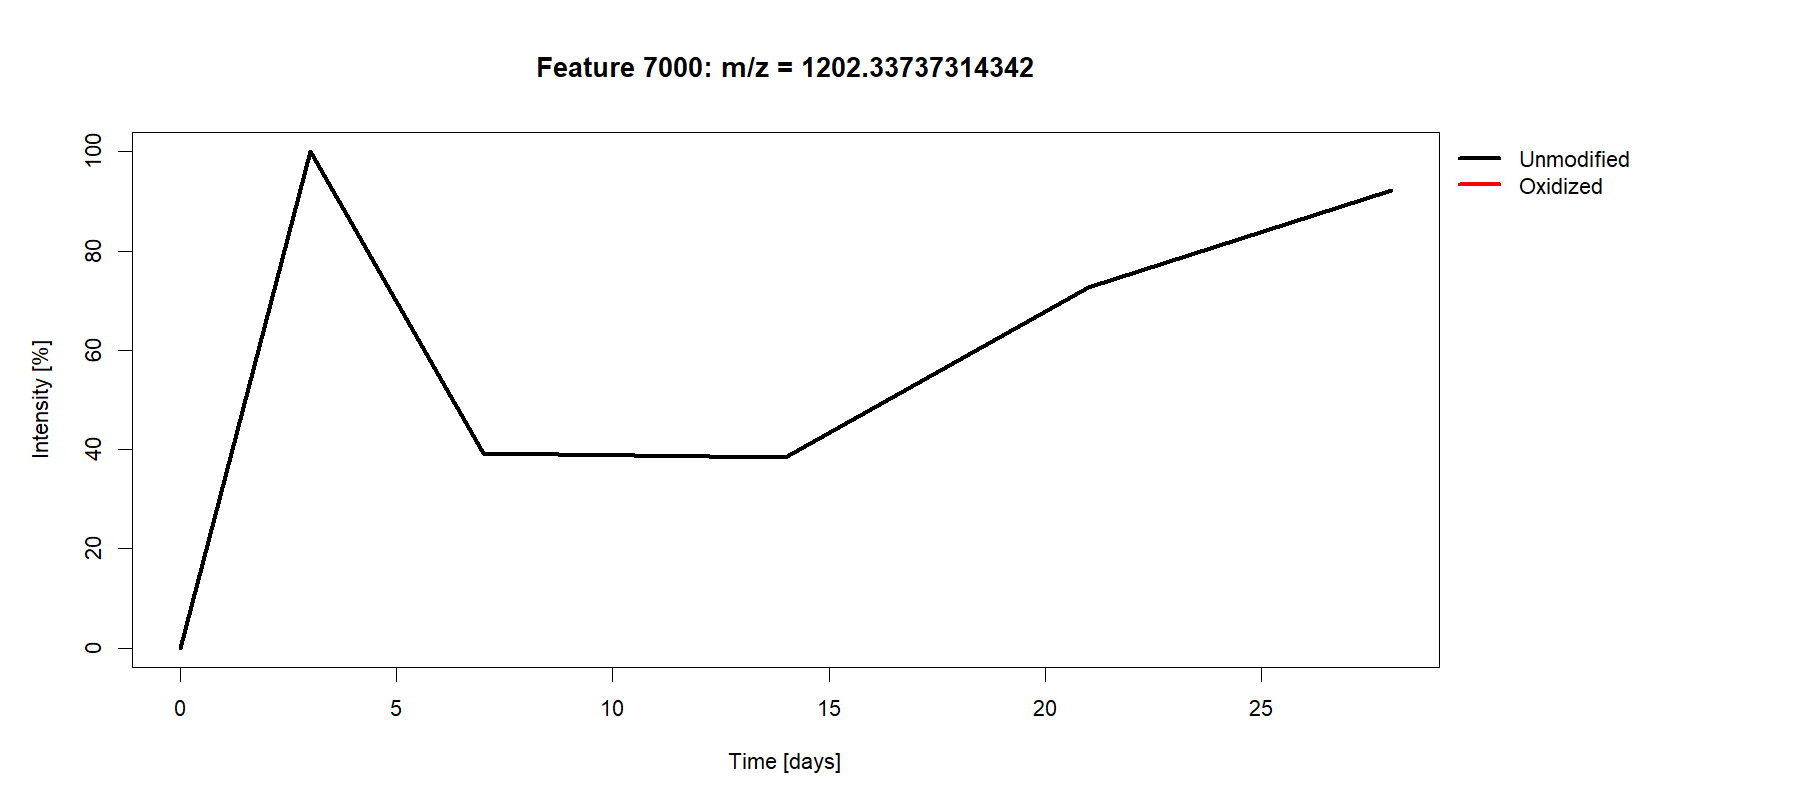 Feature 7000: m/z = 1202.33737314342
Unmodified
Oxidized
Intensity [%]
100
80
60
40
20
0
0 5 10 15 20 25
Time [days]